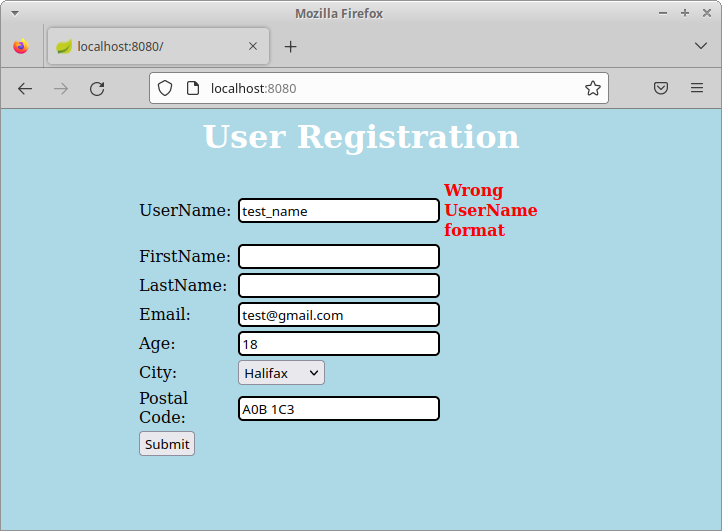 Mozilla Firefox
localhost:8080/
localhost:8080
User Registration
Wrong
UserName: test_name UserName
format
FirstName:
LastName:
Email: test@gmail.com
Age: 18
City: Halifax
Postal
Code: A0B 1C3
Submit